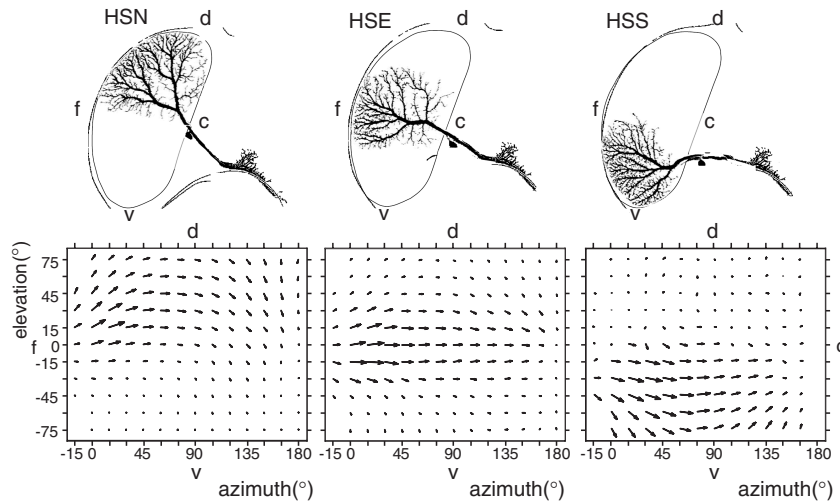 HSN d HSE d HSS d
f f f
c c c
v v v
d d d
elevation(°)
75
45
15
f 0 c
-15
-45
-75
-15 0 45 90 135 180 -15 0 45 90 135 180 -15 0 45 90 135 180
v v v
azimuth(°) azimuth(°) azimuth(°)